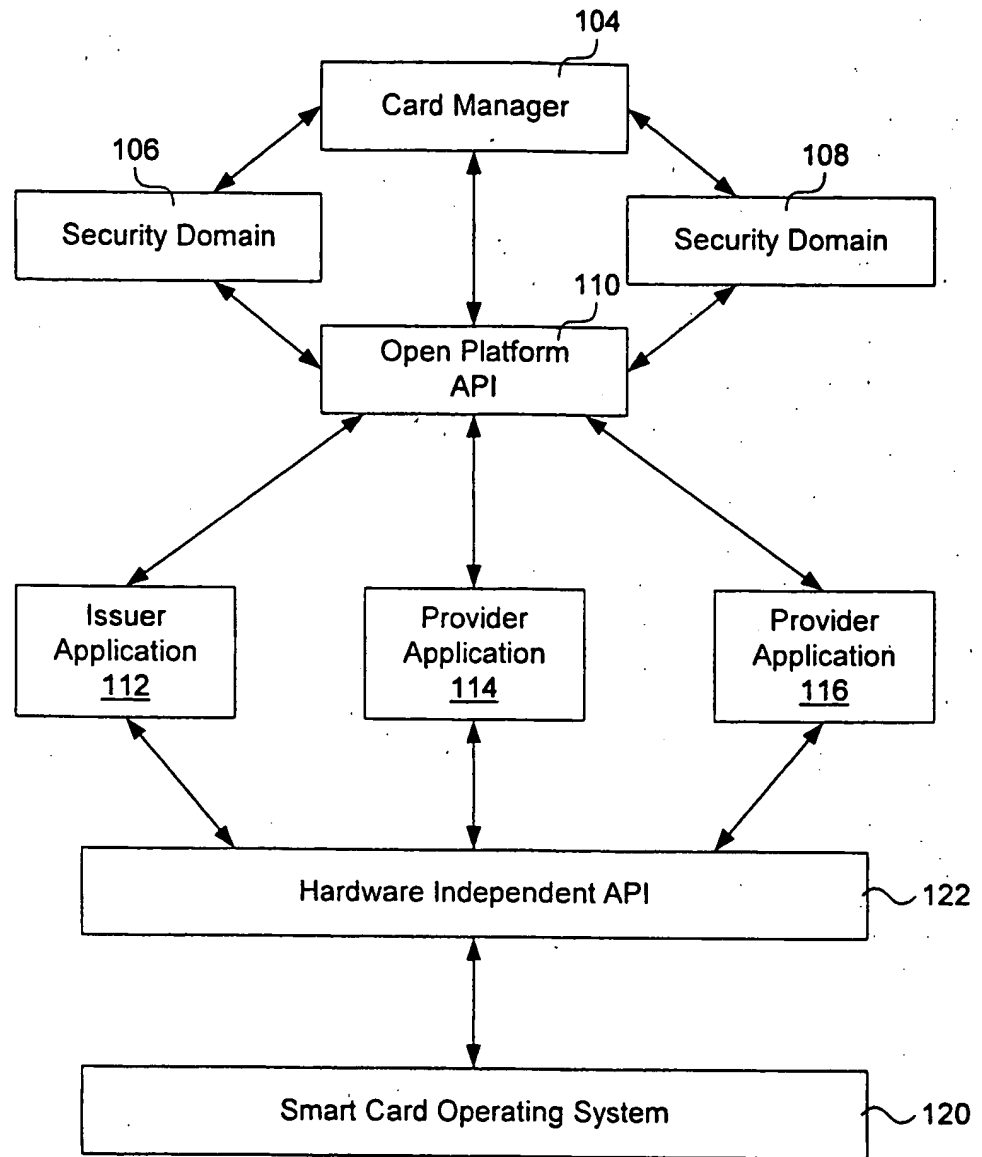 104
Card Manager
106
Security Domain
108
Security Domain
110
Open Platform
API
Issuer
Application
112
Provider
Application
114
Provider
Application
116
Hardware Independent API
122
Smart Card Operating System
120